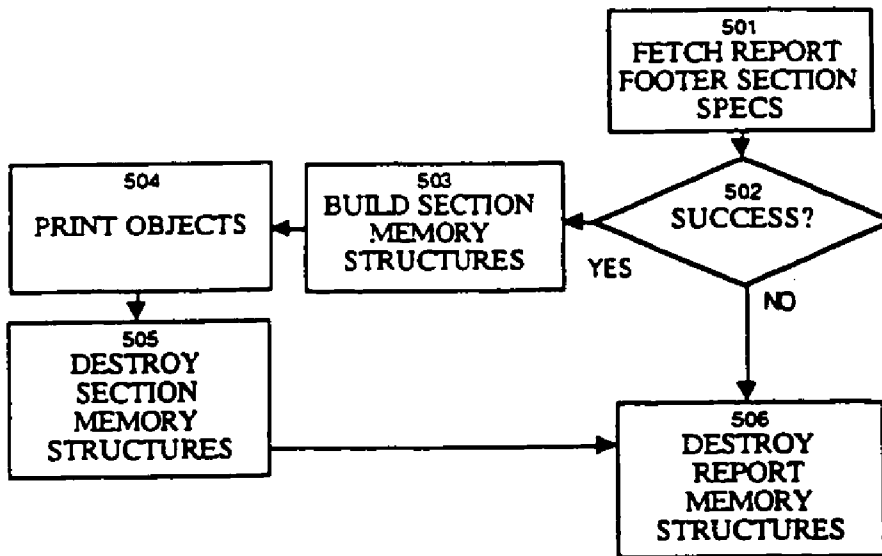 501
FETCH REPORT
FOOTER SECTION
SPECS
502
SUCCESS?
YES
NO
503
BUILD SECTION
MEMORY
STRUCTURES
504
PRINT OBJECTS
505
DESTROY
SECTION
MEMORY
STRUCTURES
506
DESTROY
REPORT
MEMORY
STRUCTURES